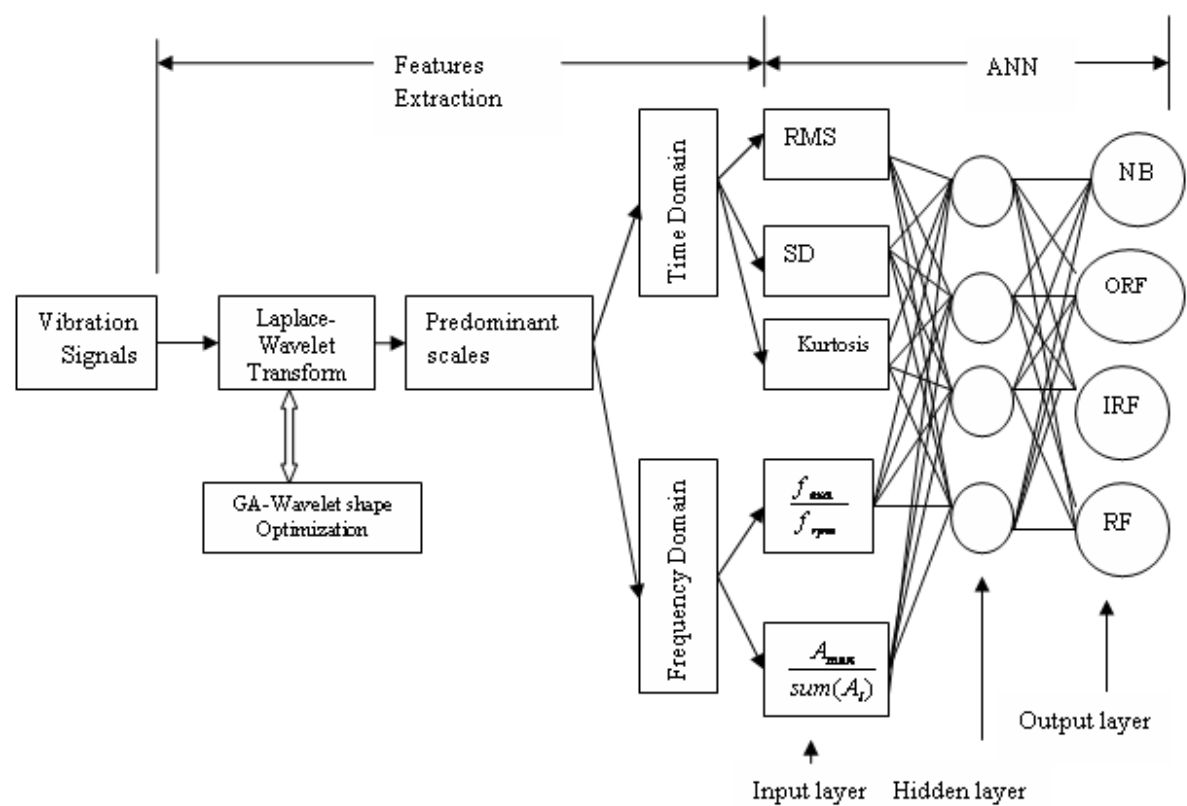 Features
Extraction
ANN
Time Domain
RMS
SD
Kurtosis
NB
ORF
IRF
RF
Vibration
Signals
Laplace-
Wavelet
Transform
Predominant
scales
GA-Wavelet shape
Optimization
Frequency Domain
f
f
A max
sum(A_i)
Input layer
Hidden layer
Output layer